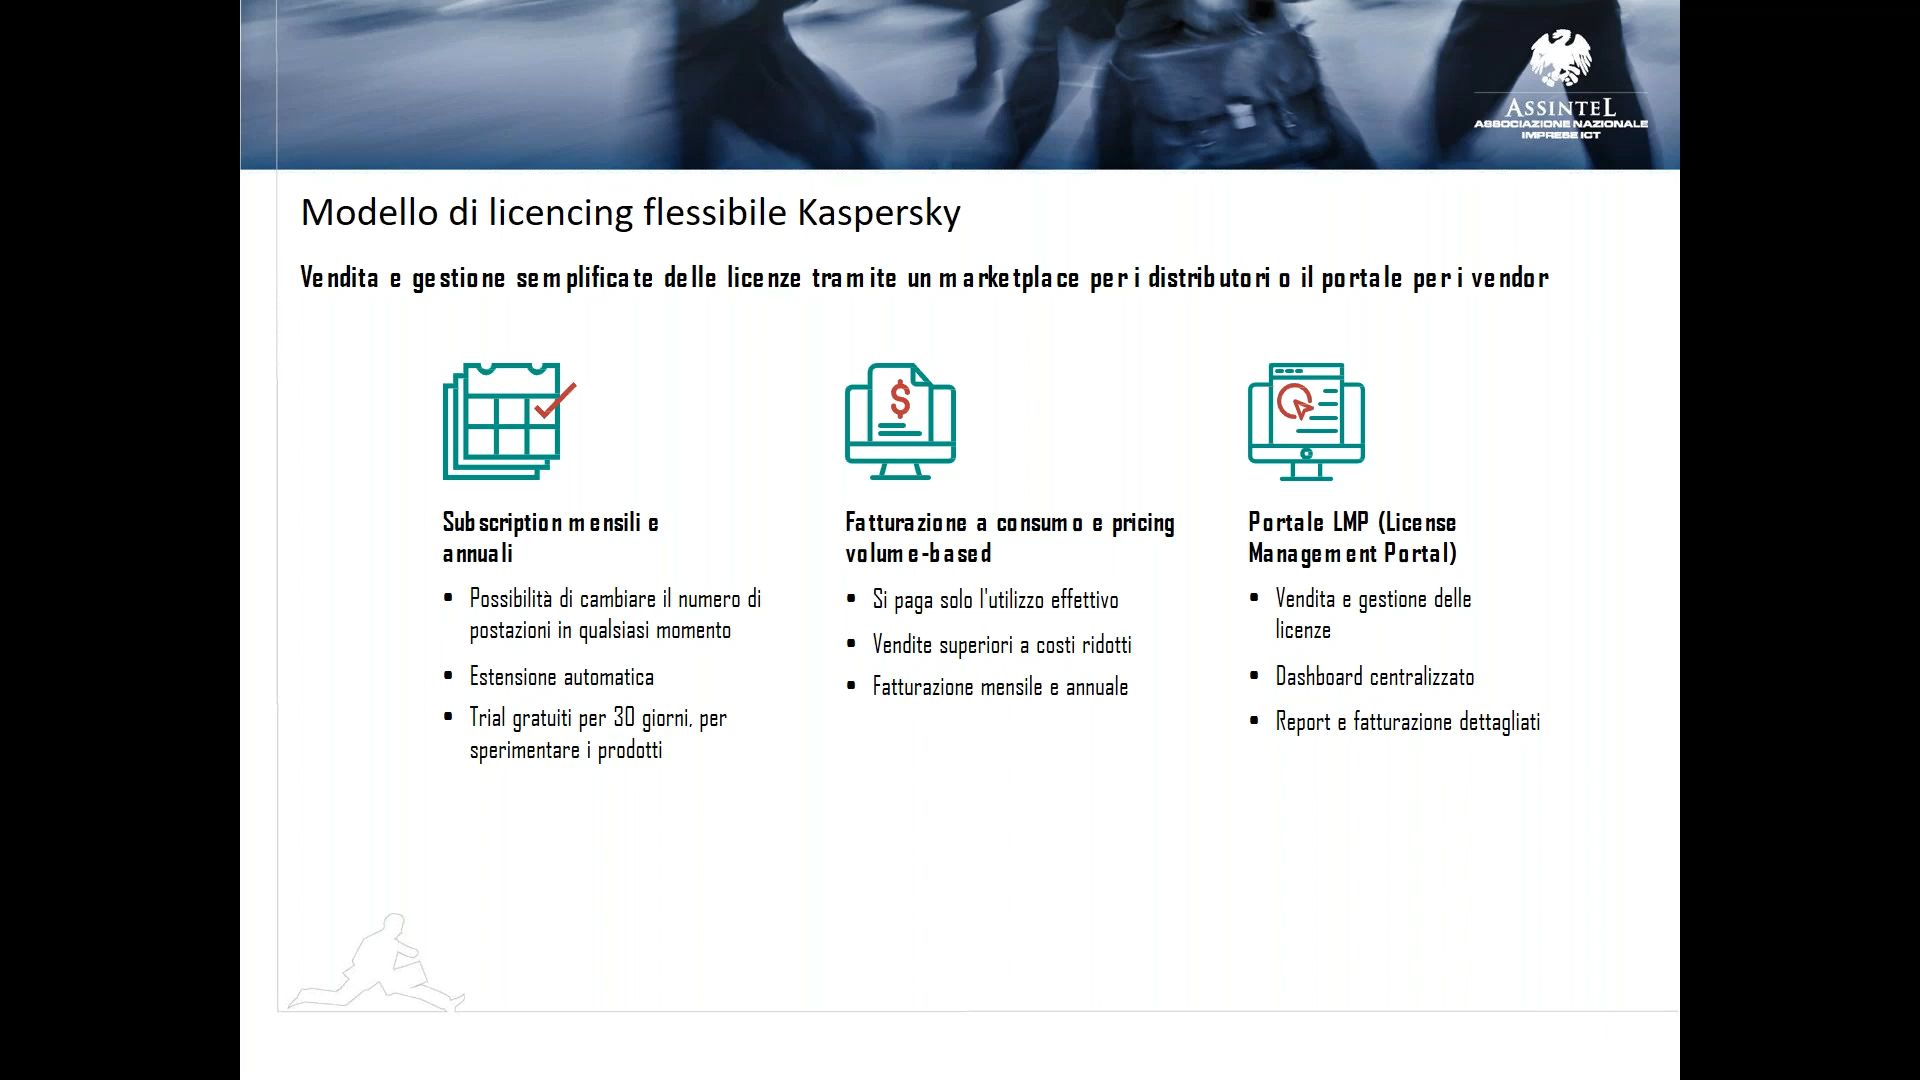 ASSINTEL
ASSOCIAZIONE NAZIONALE
IMPRESE ICT
Modello di licencing flessibile Kaspersky
Vendita e gestione semplificate delle licenze tramite un marketplace per i distributori o il portale per i vendor
$
Subscription mensili e
annuali
▪ Possibilità di cambiare il numero di
postazioni in qualsiasi momento
▪ Estensione automatica
▪ Trial gratuiti per 30 giorni, per
sperimentare i prodotti
Fatturazione a consumo e pricing
volume-based
▪ Si paga solo l'utilizzo effettivo
▪ Vendite superiori a costi ridotti
▪ Fatturazione mensile e annuale
Portale LMP (License
Management Portal)
▪ Vendita e gestione delle
licenze
▪ Dashboard centralizzato
▪ Report e fatturazione dettagliati